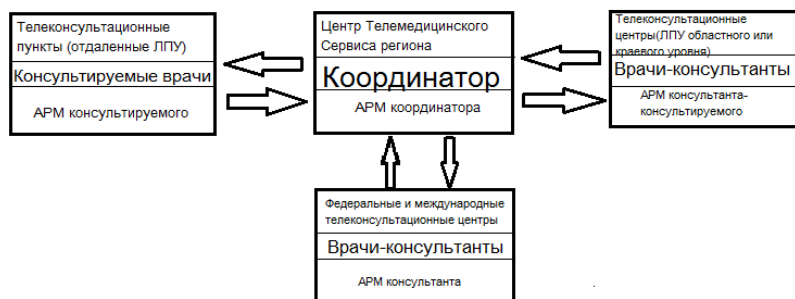 Телеконсультационные
пункты (отдаленные ЛПУ)
Консультируемые врачи
АРМ консультируемого
Центр Телемедицинского
Сервиса региона
Координатор
АРМ координатора
Телеконсультационные
центры(ЛПУ областного или
краевого уровня)
Врачи-консультанты
АРМ консультанта-
консультируемого
Федеральные и международные
телеконсультационные центры
Врачи-консультанты
АРМ консультанта